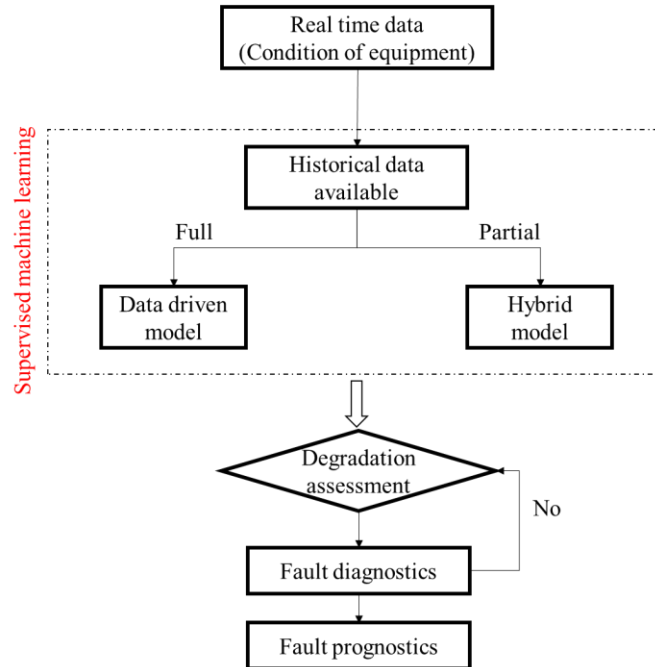 Real time data
(Condition of equipment)
Supervised machine learning
Historical data
available
Full
Partial
Data driven
model
Hybrid
model
Degradation
assessment
No
Fault diagnostics
Fault prognostics